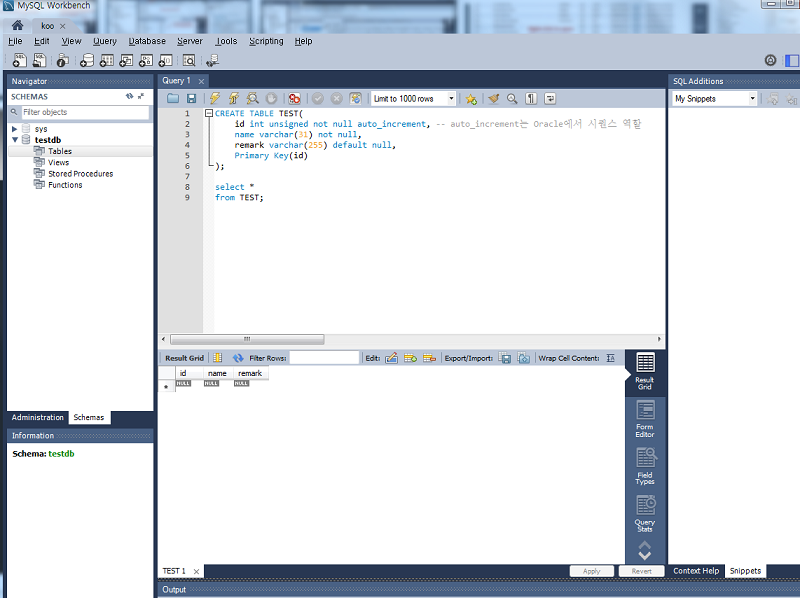 MySQL Workbench
koo
File Edit View Query Database Server Tools Scripting Help
Navigator
SCHEMAS
Filter objects
sys
testdb
Tables
Views
Stored Procedures
Functions
Administration Schemas
Information
Schema: testdb
Query 1
Limit to 1000 rows
1 CREATE TABLE TEST(
2 id int unsigned not null auto_increment, -- auto_increment는 Oracle에서 시퀀스 역활
3 name varchar(31) not null,
4 remark varchar(255) default null,
5 Primary Key(id)
6 );
7
8 select *
9 from TEST;
Result Grid Filter Rows: Edit: Export/Import: Wrap Cell Content:
id name remark
NULL NULL NULL
Result Grid
Form Editor
Field Types
Query Stats
TEST 1
Apply Revert
Output
SQL Additions
My Snippets
Context Help Snippets